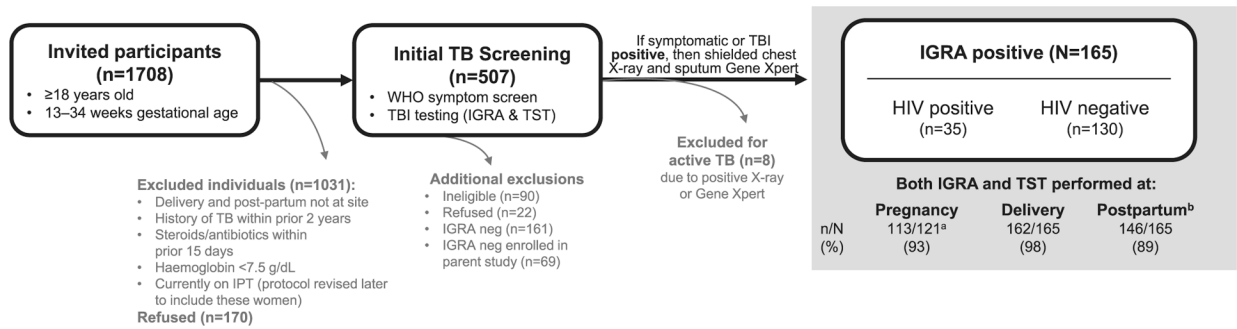 Invited participants
(n=1708)
• ≥18 years old
• 13–34 weeks gestational age
Excluded individuals (n=1031):
• Delivery and post-partum not at site
• History of TB within prior 2 years
• Steroids/antibiotics within
prior 15 days
• Haemoglobin <7.5 g/dL
• Currently on IPT (protocol revised later
to include these women)
Refused (n=170)
Initial TB Screening
(n=507)
• WHO symptom screen
• TBI testing (IGRA & TST)
Additional exclusions
• Ineligible (n=90)
• Refused (n=22)
• IGRA neg (n=161)
• IGRA neg enrolled in
parent study (n=69)
If symptomatic or TBI
positive, then shielded chest
X-ray and sputum Gene Xpert
Excluded for
active TB (n=8)
due to positive X-ray
or Gene Xpert
IGRA positive (N=165)
HIV positive HIV negative
(n=35) (n=130)
Both IGRA and TST performed at:
Pregnancy Delivery Postpartumᵇ
n/N 113/121ᵃ 162/165 146/165
(%) (93) (98) (89)